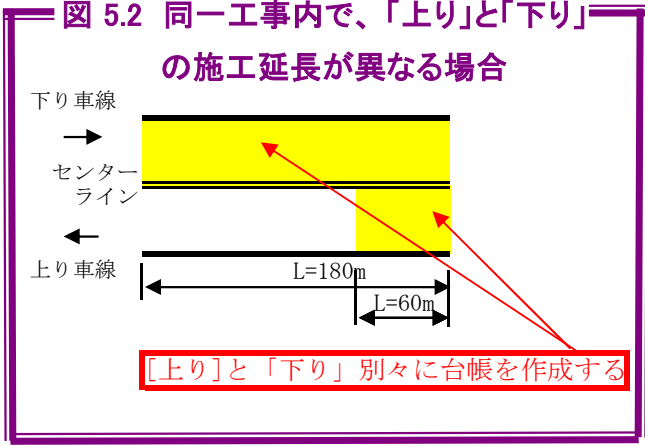 図 5.2 同一工事内で、「上り」と「下り」
の施工延長が異なる場合
下り車線
センター
ライン
上り車線
L=180m
L=60m
[上り]と「下り」別々に台帳を作成する